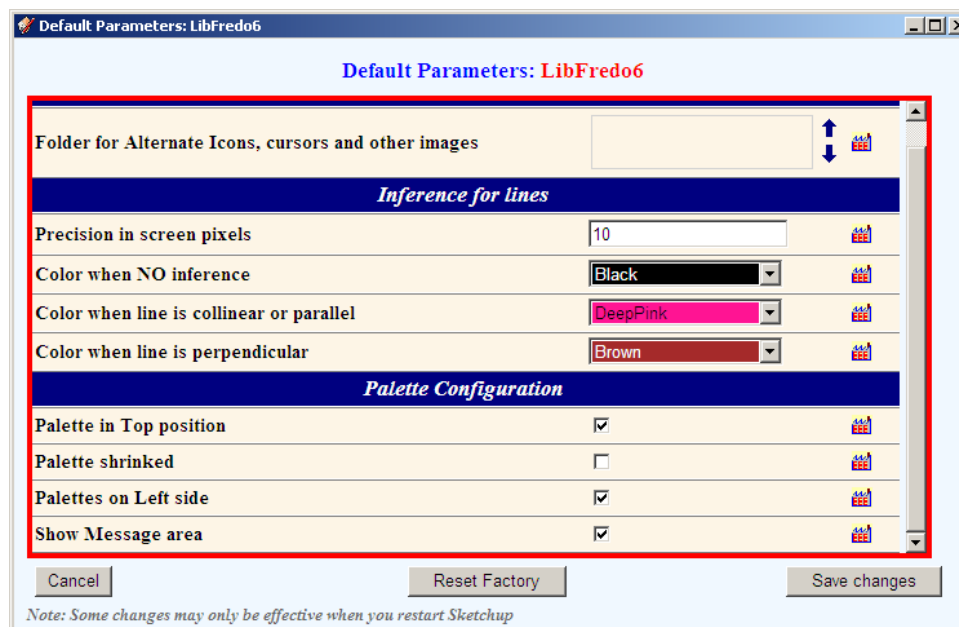 Default Parameters: LibFredo6
Default Parameters: LibFredo6
Folder for Alternate Icons, cursors and other images
Inference for lines
Precision in screen pixels 10
Color when NO inference Black
Color when line is collinear or parallel DeepPink
Color when line is perpendicular Brown
Palette Configuration
Palette in Top position
Palette shrinked
Palettes on Left side
Show Message area
Cancel Reset Factory Save changes
Note: Some changes may only be effective when you restart Sketchup